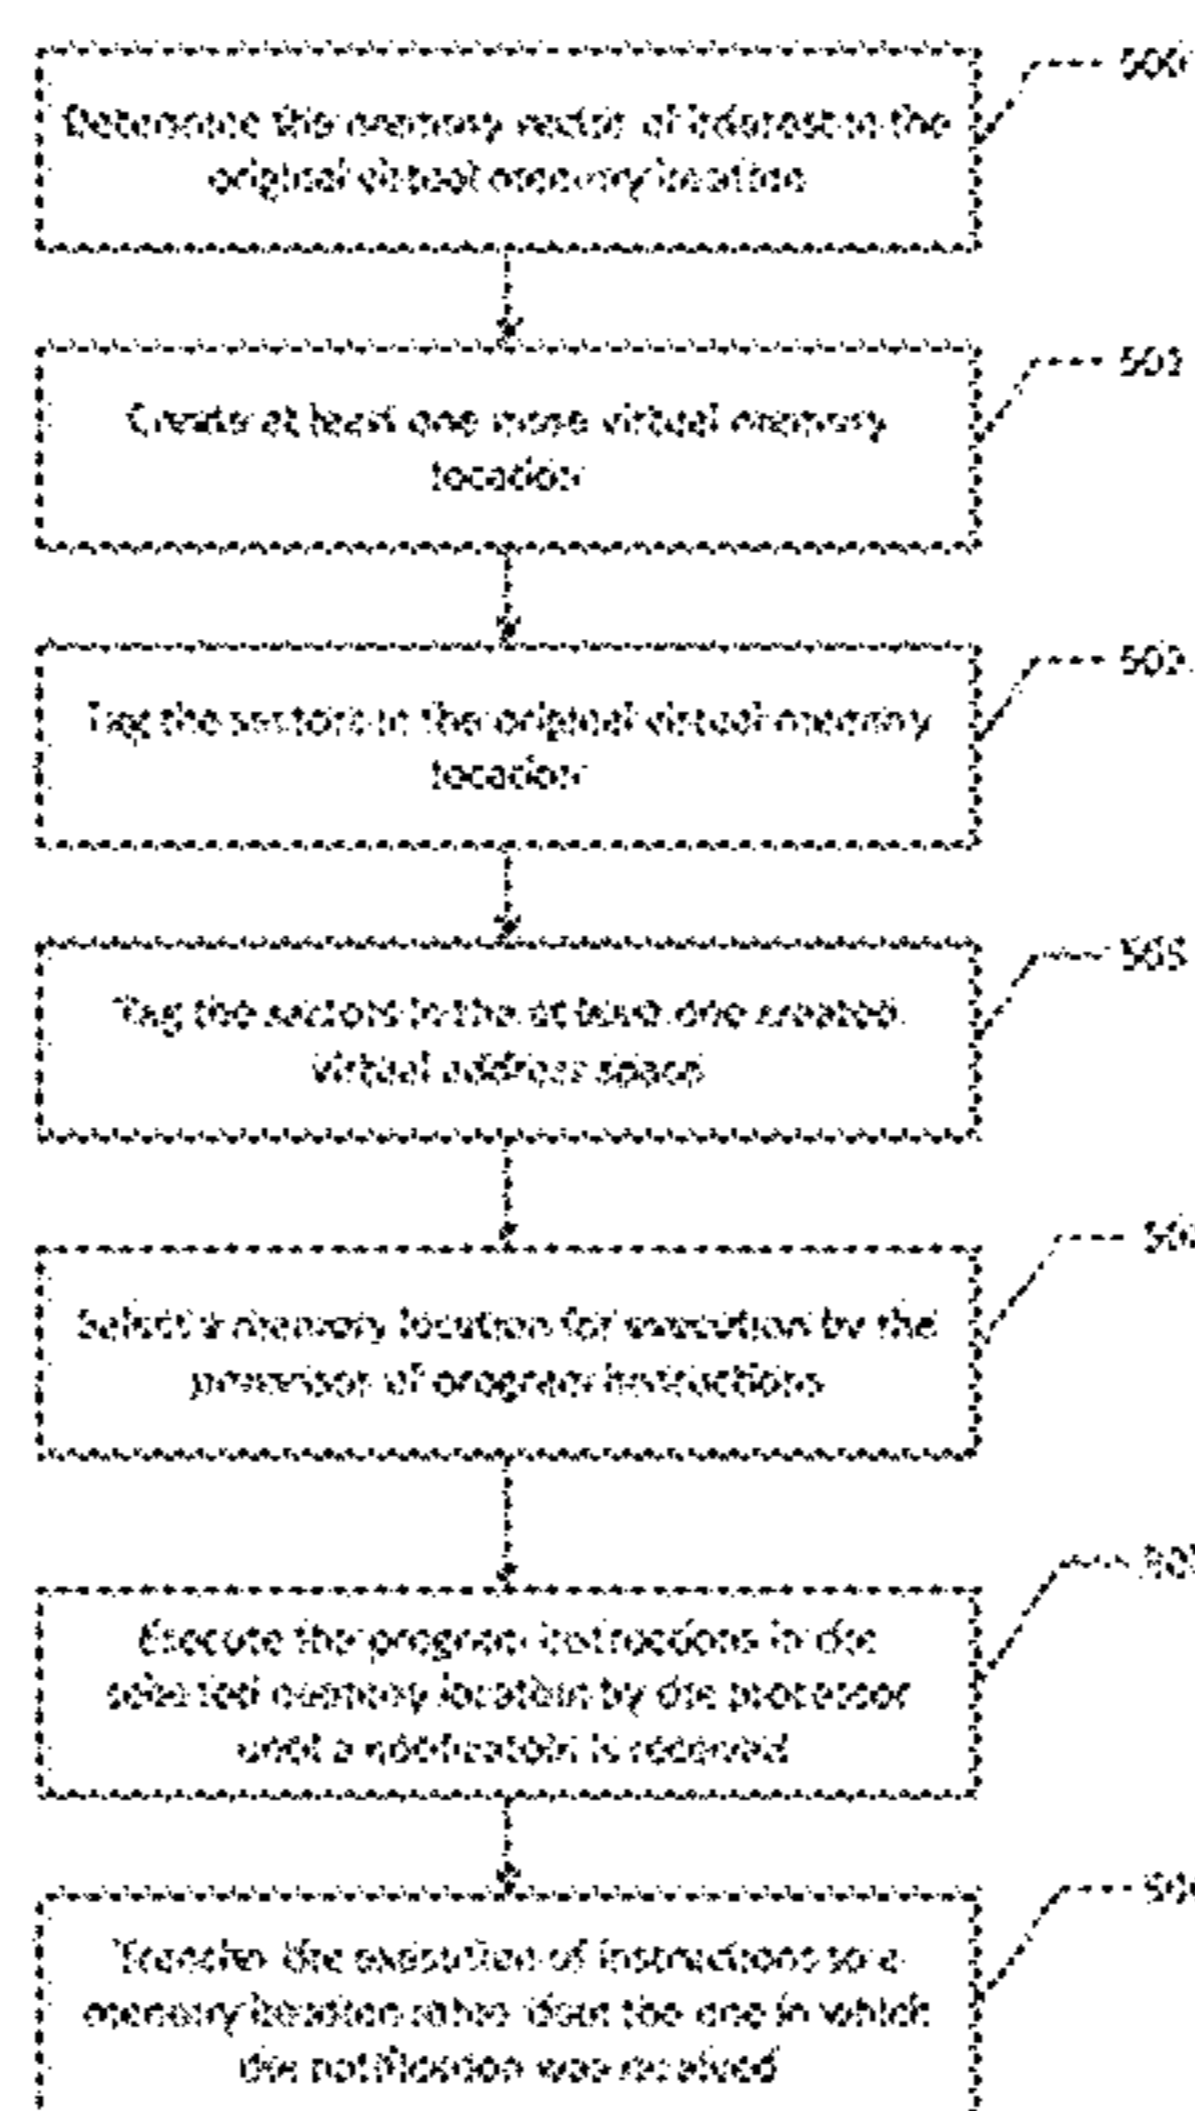 500
Determine the memory sector of interest in the
original virtual memory location
501
Create at least one more virtual memory
location
502
Tag the sectors in the original virtual memory
location
503
Tag the sectors in the at least one created
virtual address space
Select a memory location for execution by the
processor of program instructions
Execute the program instructions in the
selected memory location by the processor
until a notification is received
Transfer the execution of instructions to a
memory location other than the one in which
the notification was received